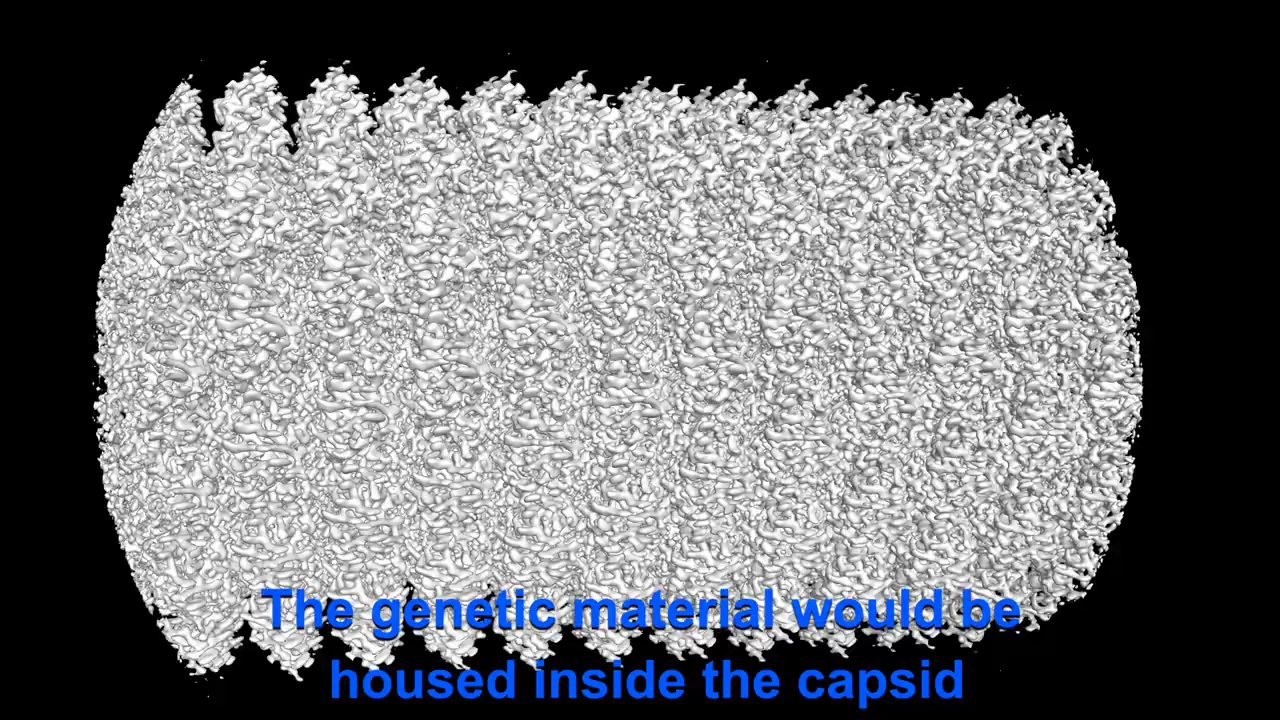 The genetic material would be
housed inside the capsid